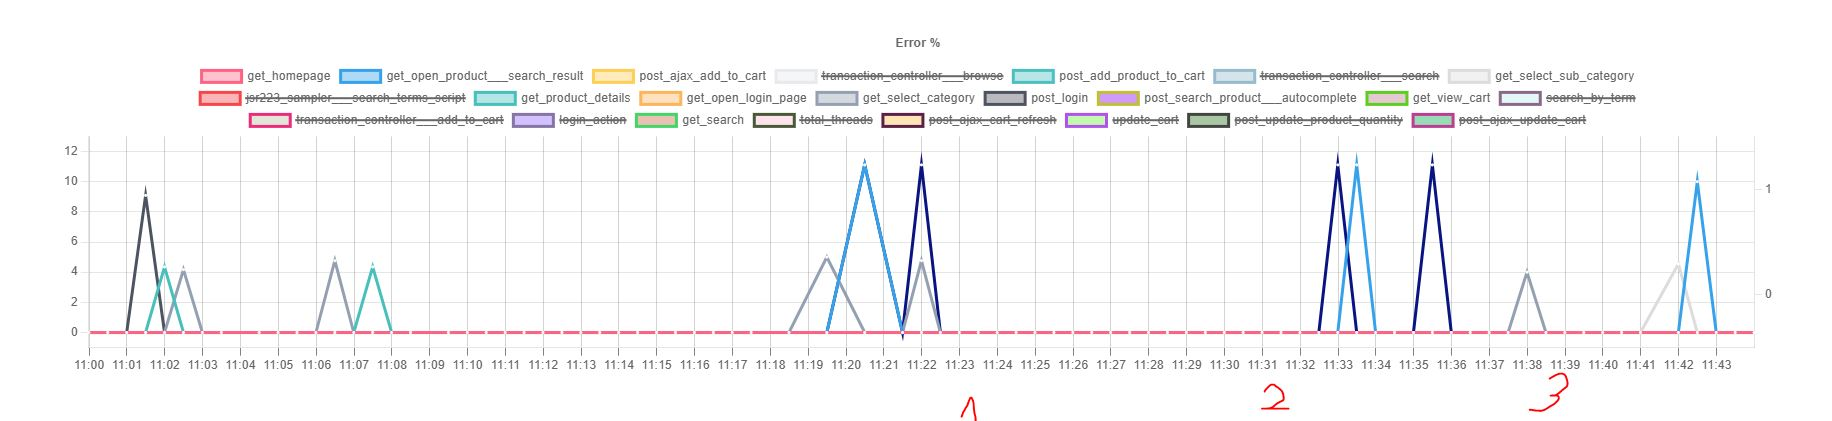 Error %
get_homepage get_open_product___search_result post_ajax_add_to_cart transaction_controller___browse post_add_product_to_cart transaction_controller___search get_select_sub_category
jsr223_sampler___search_terms_script get_product_details get_open_login_page get_select_category post_login post_search_product___autocomplete get_view_cart search_by_term
transaction_controller___add_to_cart login_action get_search total_threads post_ajax_cart_refresh update_cart post_update_product_quantity post_ajax_update_cart
12
10
8
6
4
2
0
1
0
11:00 11:01 11:02 11:03 11:04 11:05 11:06 11:07 11:08 11:09 11:10 11:11 11:12 11:13 11:14 11:15 11:16 11:17 11:18 11:19 11:20 11:21 11:22 11:23 11:24 11:25 11:26 11:27 11:28 11:29 11:30 11:31 11:32 11:33 11:34 11:35 11:36 11:37 11:38 11:39 11:40 11:41 11:42 11:43
1 2 3